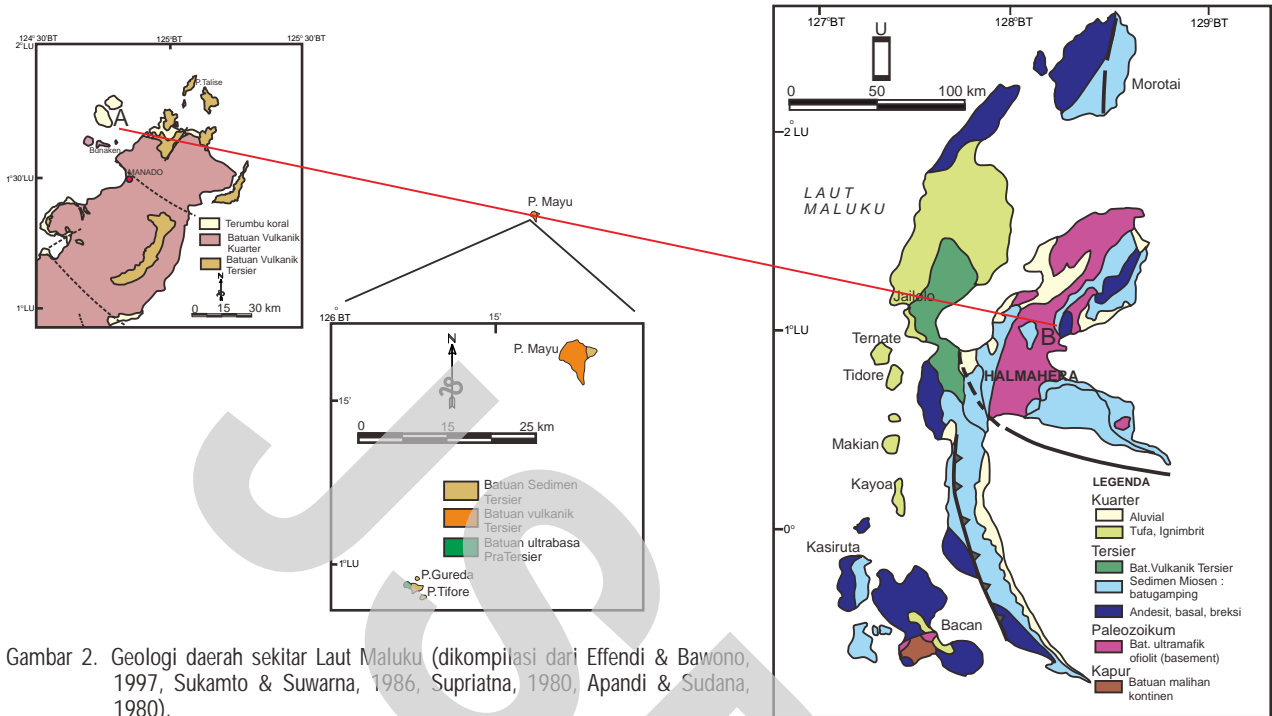 124 30'BT
125°BT
125 30'BT
2°LU
P.Talise
A
Bunaken
MANADO
1°30'LU
Terumbu koral
Batuan Vulkanik
Kuarter
Batuan Vulkanik
Tersier
N
0 15 30 km
1°LU
P. Mayu
126 BT
15'
N
P. Mayu
15'
0 15 25 km
Batuan Sedimen
Tersier
Batuan vulkanik
Tersier
Batuan ultrabasa
PraTersier
1°LU
P.Gureda
P.Tifore
127°BT
128°BT
129°BT
U
0 50 100 km
Morotai
2 LU
LAUT
MALUKU
Jailolo
1°LU
Ternate
B
Tidore
HALMAHERA
Makian
Kayoa
0°
Kasiruta
Bacan
LEGENDA
Kuarter
Aluvial
Tufa, Ignimbrit
Tersier
Bat.Vulkanik Tersier
Sedimen Miosen :
batugamping
Andesit, basal, breksi
Paleozoikum
Bat. ultramafik
ofiolit (basement)
Kapur
Batuan malihan
kontinen
Gambar 2. Geologi daerah sekitar Laut Maluku (dikompilasi dari Effendi & Bawono,
1997, Sukamto & Suwarna, 1986, Supriatna, 1980, Apandi & Sudana,
1980).